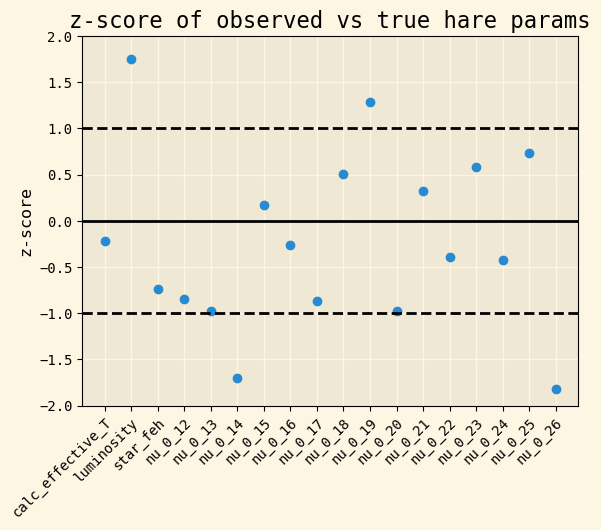 z-score of observed vs true hare params
z-score
2.0
1.5
1.0
0.5
0.0
−0.5
−1.0
−1.5
−2.0
calc_effective_T
luminosity
star_feh
nu_0_12
nu_0_13
nu_0_14
nu_0_15
nu_0_16
nu_0_17
nu_0_18
nu_0_19
nu_0_20
nu_0_21
nu_0_22
nu_0_23
nu_0_24
nu_0_25
nu_0_26